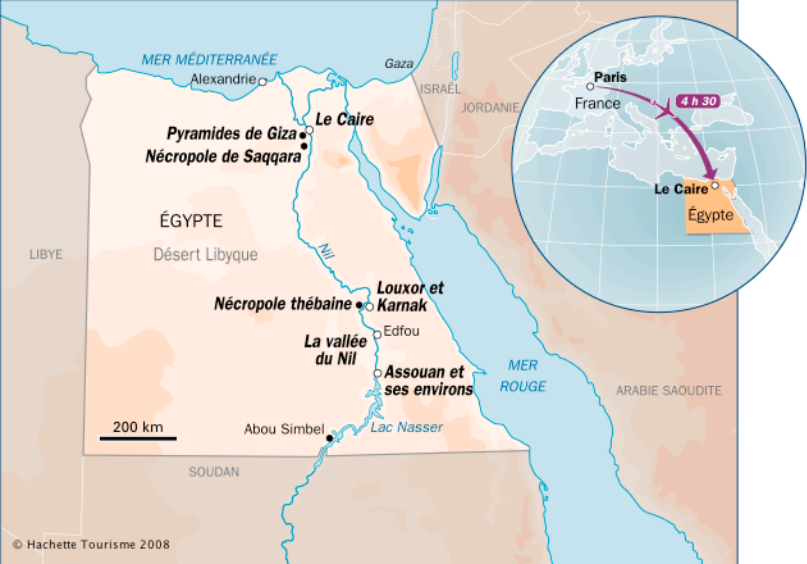 MER MÉDITERRANÉE
Alexandrie
Gaza
ISRAËL
JORDANIE
Le Caire
Pyramides de Giza
Nécropole de Saqqara
ÉGYPTE
LIBYE
Désert Libyque
Nil
Louxor et
Karnak
Nécropole thébaine
Edfou
La vallée
du Nil
Assouan et
ses environs
MER
ROUGE
ARABIE SAOUDITE
200 km
Abou Simbel
Lac Nasser
SOUDAN
© Hachette Tourisme 2008
Paris
France
4 h 30
Le Caire
Égypte